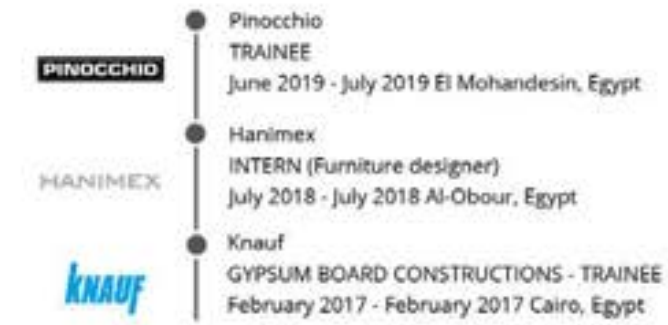 PINOCCHIO
Pinocchio
TRAINEE
June 2019 - July 2019 El Mohandesin, Egypt
HANIMEX
Hanimex
INTERN (Furniture designer)
July 2018 - July 2018 Al-Obour, Egypt
KNAUF
Knauf
GYPSUM BOARD CONSTRUCTIONS - TRAINEE
February 2017 - February 2017 Cairo, Egypt